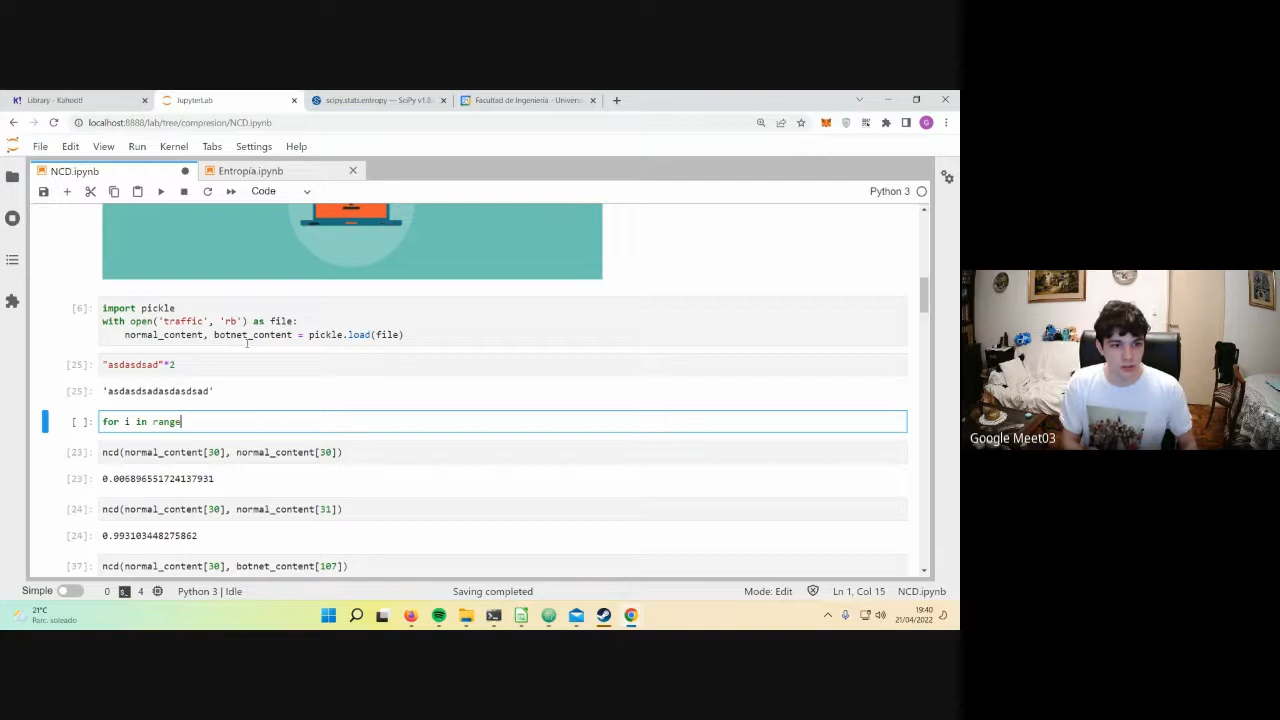 Library - Kahoot!
JupyterLab
scipy.stats.entropy — SciPy v1.8.
Facultad de Ingeniería - Univers
localhost:8888/lab/tree/compresion/NCD.ipynb
G
File Edit View Run Kernel Tabs Settings Help
NCD.ipynb
Entropía.ipynb
Code
Python 3
[6]: import pickle
with open('traffic', 'rb') as file:
normal_content, botnet_content = pickle.load(file)
[25]: "asdasdsad"*2
[25]: 'asdasdsadasdasdsad'
[ ]: for i in range
[23]: ncd(normal_content[30], normal_content[30])
[23]: 0.006896551724137931
[24]: ncd(normal_content[30], normal_content[31])
[24]: 0.993103448275862
[37]: ncd(normal_content[30], botnet_content[107])
Simple 0 4 Python 3 | Idle Saving completed Mode: Edit Ln 1, Col 15 NCD.ipynb
21°C
Parc. soleado
19:40
21/04/2022
Google Meet03